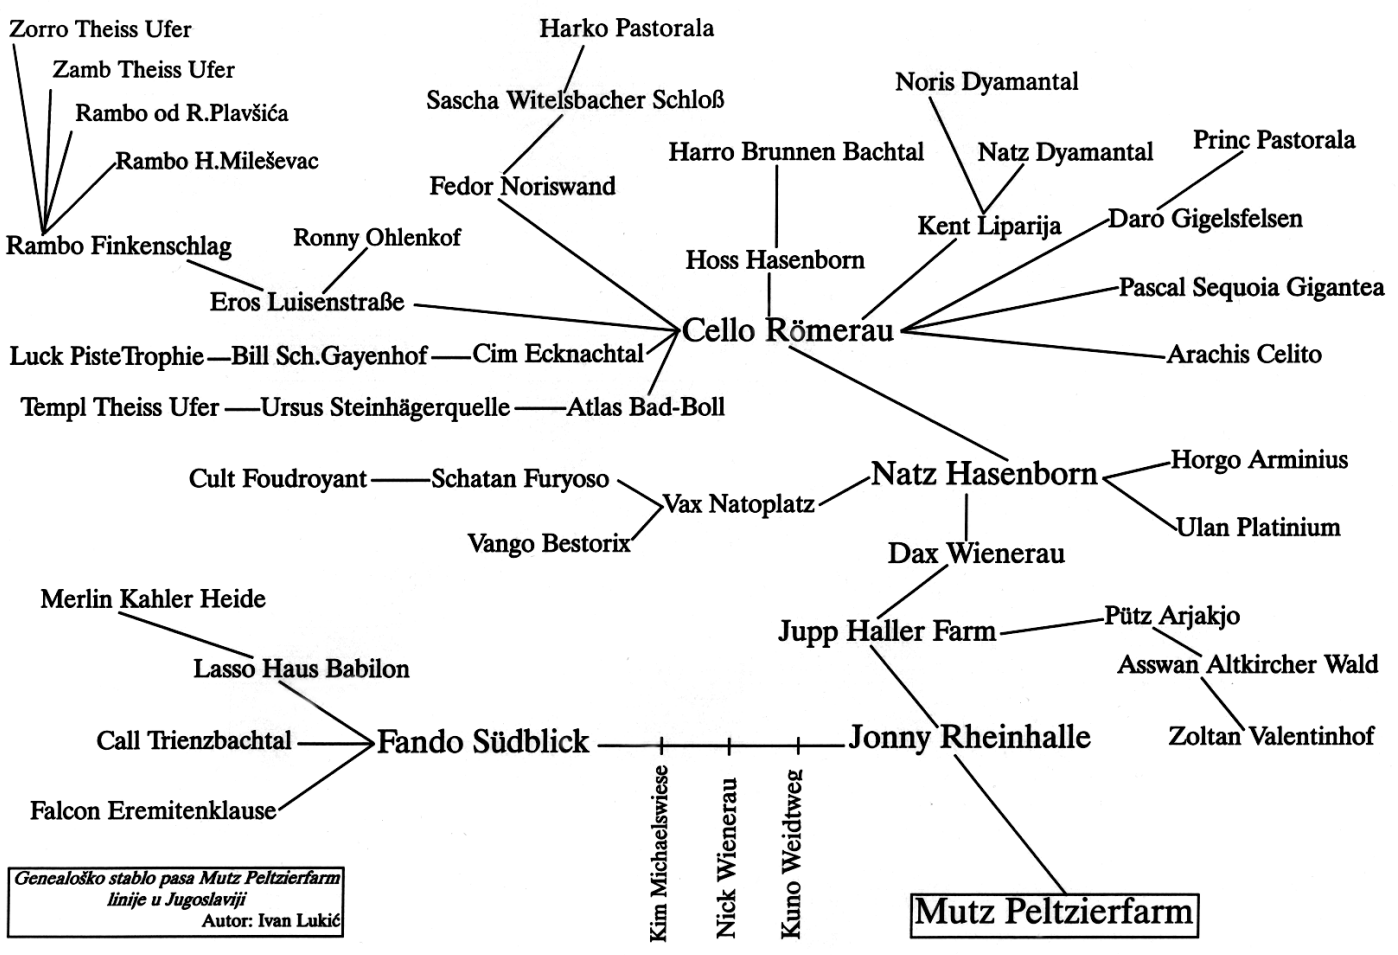 Zorro Theiss Ufer
Harko Pastorala
Zamb Theiss Ufer
Noris Dyamantal
Sascha Witelsbacher Schloß
Rambo od R.Plavšića
Princ Pastorala
Harro Brunnen Bachtal
Natz Dyamantal
Rambo H.Mileševac
Fedor Noriswand
Daro Gigelsfelsen
Kent Liparija
Ronny Ohlenkof
Rambo Finkenschlag
Hoss Hasenborn
Pascal Sequoia Gigantea
Eros Luisenstraße
Cello Römerau
Luck PisteTrophie
Bill Sch.Gayenhof
Cim Ecknachtal
Arachis Celito
Templ Theiss Ufer
Ursus Steinhägerquelle
Atlas Bad-Boll
Horgo Arminius
Natz Hasenborn
Cult Foudroyant
Schatan Furyoso
Vax Natoplatz
Ulan Platinium
Vango Bestorix
Dax Wienerau
Merlin Kahler Heide
Pütz Arjakjo
Jupp Haller Farm
Asswan Altkircher Wald
Lasso Haus Babilon
Zoltan Valentinhof
Call Trienzbachtal
Fando Südblick
Jonny Rheinhalle
Falcon Eremitenklause
Kim Michaelswiese
Nick Wienerau
Kuno Weidtweg
Genealoško stablo pasa Mutz Peltzierfarm
linije u Jugoslaviji
Autor: Ivan Lukić
Mutz Peltzierfarm